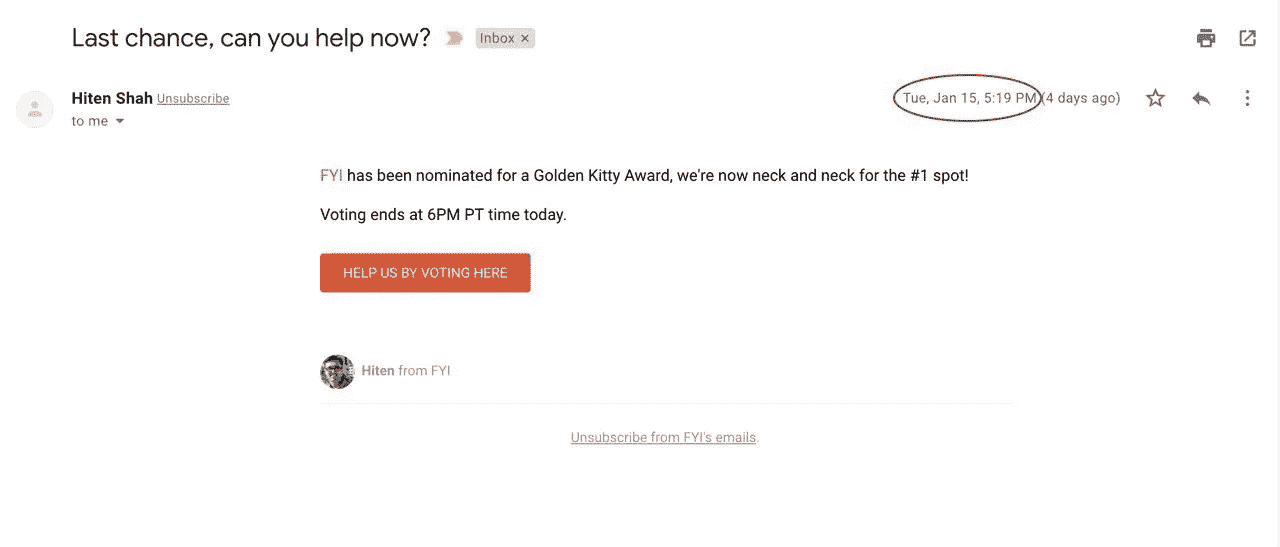 Last chance, can you help now? Inbox ×
Hiten Shah Unsubscribe Tue, Jan 15, 5:19 PM (4 days ago)
to me
FYI has been nominated for a Golden Kitty Award, we're now neck and neck for the #1 spot!
Voting ends at 6PM PT time today.
HELP US BY VOTING HERE
Hiten from FYI
Unsubscribe from FYI's emails.